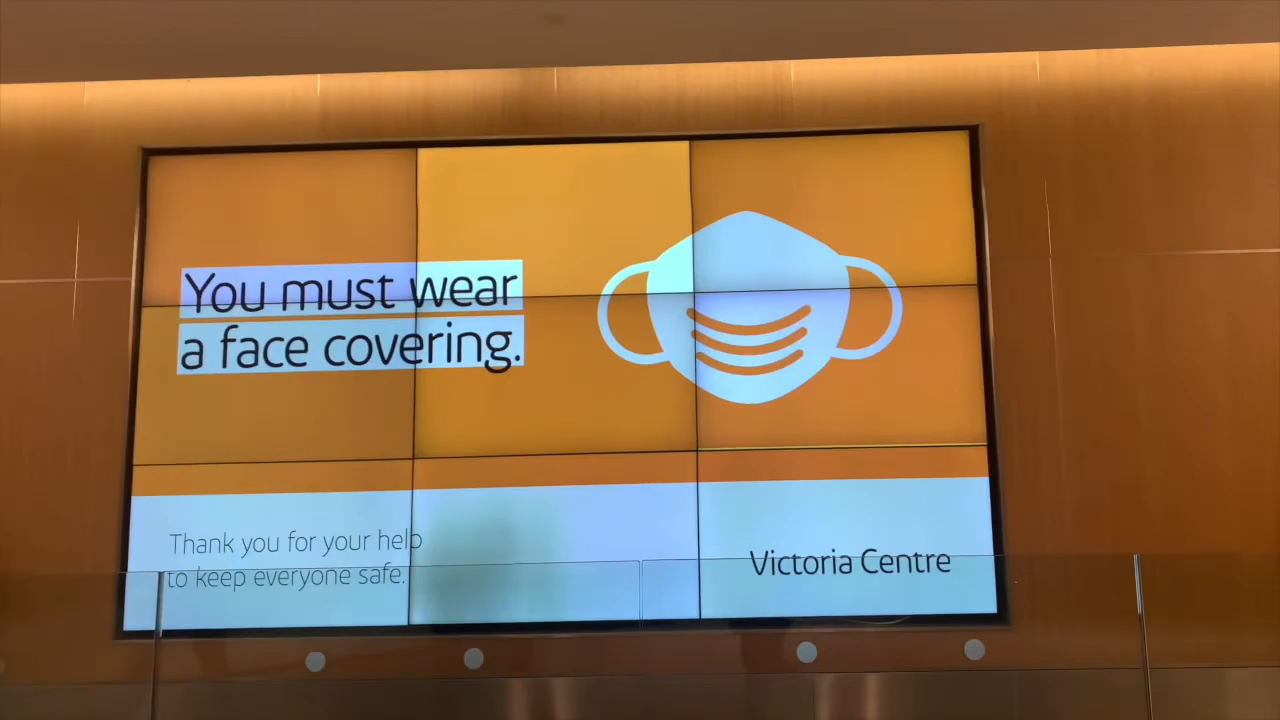 You must wear
a face covering.
Thank you for your help
to keep everyone safe.
Victoria Centre